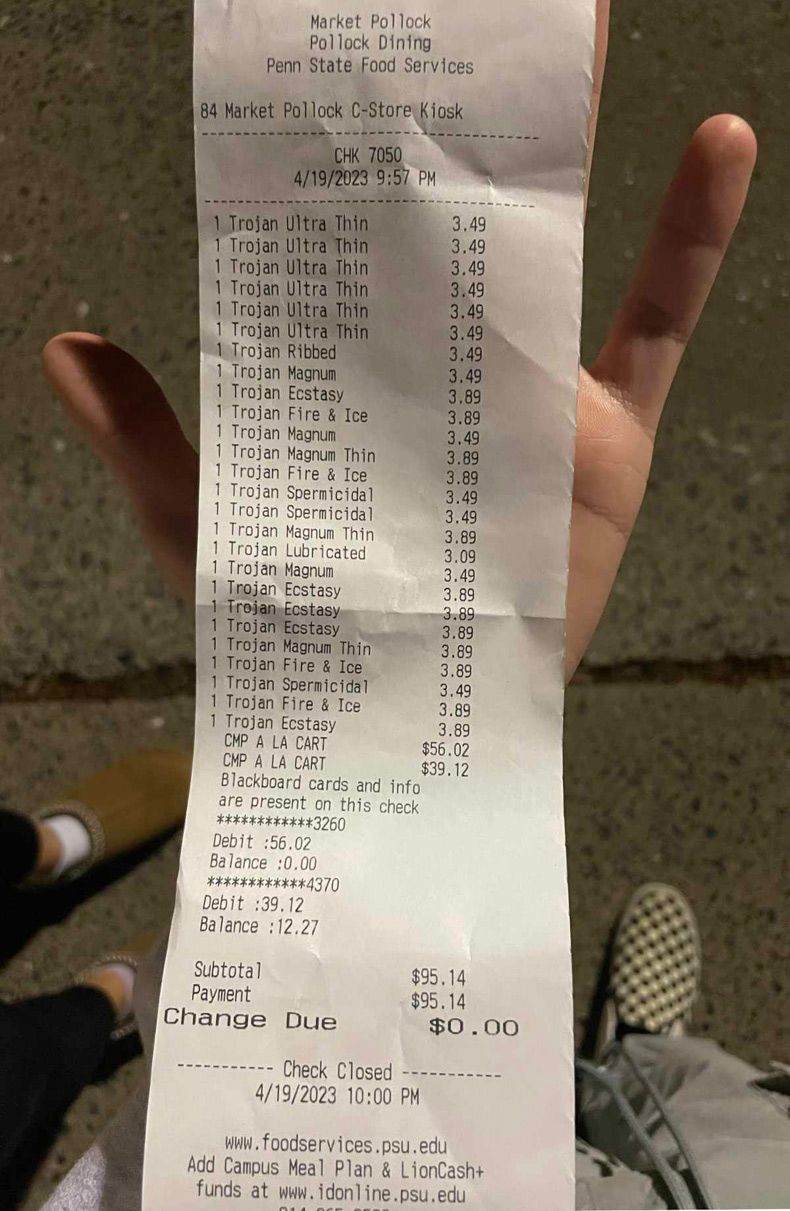 Market Pollock
Pollock Dining
Penn State Food Services
84 Market Pollock C-Store Kiosk
--------------------------------
CHK 7050
4/19/2023 9:57 PM
--------------------------------
1 Trojan Ultra Thin 3.49
1 Trojan Ultra Thin 3.49
1 Trojan Ultra Thin 3.49
1 Trojan Ultra Thin 3.49
1 Trojan Ultra Thin 3.49
1 Trojan Ultra Thin 3.49
1 Trojan Ribbed 3.49
1 Trojan Magnum 3.49
1 Trojan Ecstasy 3.89
1 Trojan Fire & Ice 3.89
1 Trojan Magnum 3.49
1 Trojan Magnum Thin 3.89
1 Trojan Fire & Ice 3.89
1 Trojan Spermicidal 3.49
1 Trojan Spermicidal 3.49
1 Trojan Magnum Thin 3.89
1 Trojan Lubricated 3.09
1 Trojan Magnum 3.49
1 Trojan Ecstasy 3.89
1 Trojan Ecstasy 3.89
1 Trojan Ecstasy 3.89
1 Trojan Magnum Thin 3.89
1 Trojan Fire & Ice 3.89
1 Trojan Spermicidal 3.49
1 Trojan Fire & Ice 3.89
1 Trojan Ecstasy 3.89
CMP A LA CART $56.02
CMP A LA CART $39.12
Blackboard cards and info
are present on this check
************3260
Debit :56.02
Balance :0.00
************4370
Debit :39.12
Balance :12.27
Subtotal $95.14
Payment $95.14
Change Due $0.00
----------- Check Closed -----------
4/19/2023 10:00 PM
www.foodservices.psu.edu
Add Campus Meal Plan & LionCash+
funds at www.idonline.psu.edu